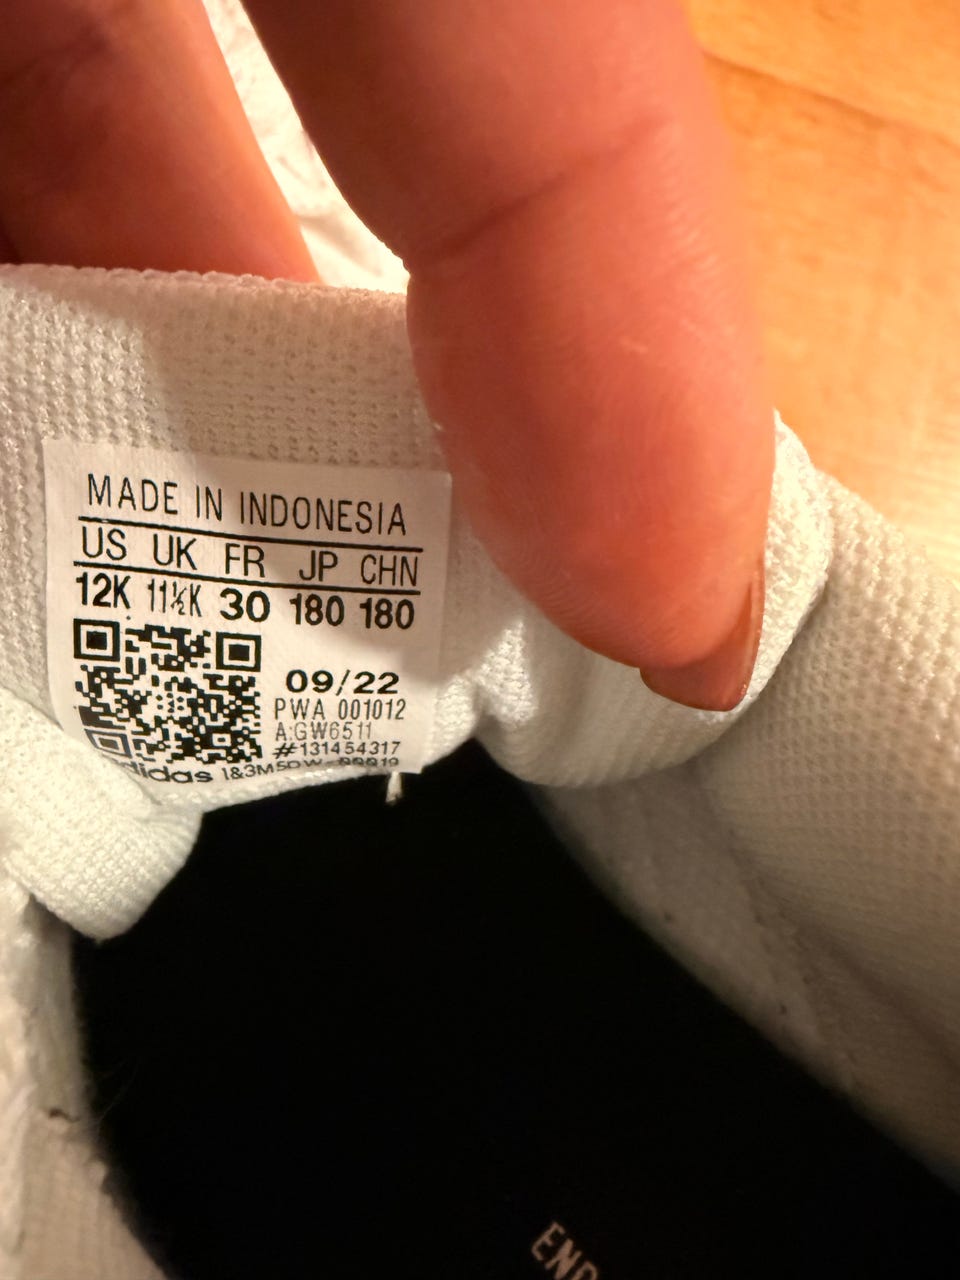 MADE IN INDONESIA
US UK FR JP CHN
12K 11½K 30 180 180
09/22
PWA 001012
A:GW6511
#131454317
adidas
END